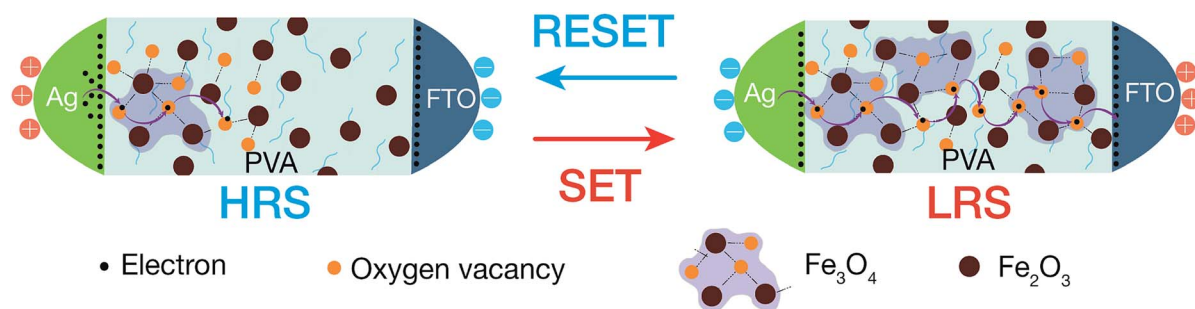 RESET
Ag
FTO
Ag
FTO
PVA
PVA
HRS
SET
LRS
• Electron
Oxygen vacancy
Fe₃O₄
Fe₂O₃
+
+
+
−
−
−
−
−
−
+
+
+